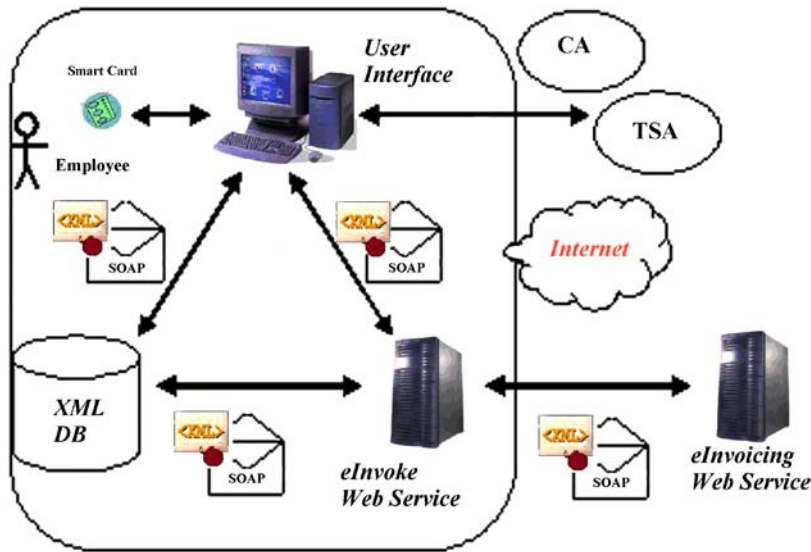 User
Interface
CA
TSA
Smart Card
Employee
<XML>
SOAP
<XML>
SOAP
Internet
XML
DB
<XML>
SOAP
eInvoke
Web Service
<XML>
SOAP
eInvoicing
Web Service